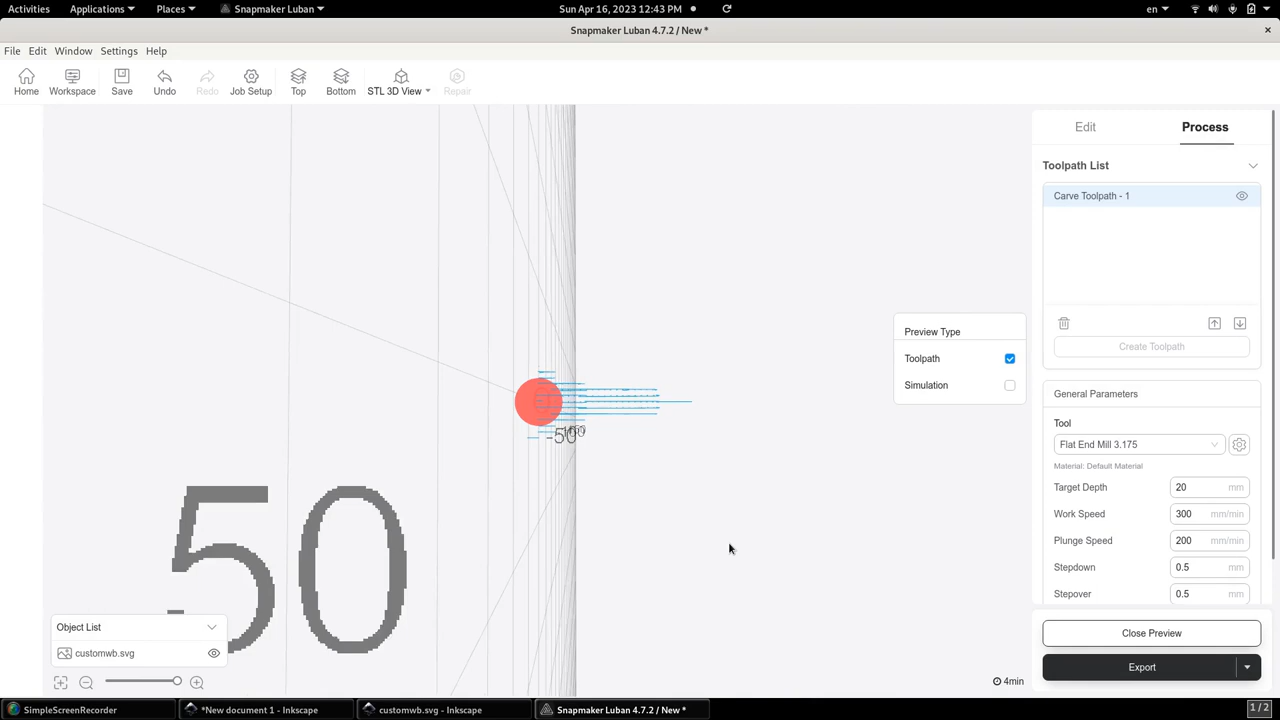 Activities Applications Places Snapmaker Luban Sun Apr 16, 2023 12:43 PM en
Snapmaker Luban 4.7.2 / New *
File Edit Window Settings Help
Home Workspace Save Undo Redo Job Setup Top Bottom STL 3D View Repair
Edit Process
Toolpath List
Carve Toolpath - 1
Create Toolpath
Preview Type
Toolpath
Simulation
General Parameters
Tool
Flat End Mill 3.175
Material: Default Material
Target Depth 20 mm
Work Speed 300 mm/min
Plunge Speed 200 mm/min
Stepdown 0.5 mm
Stepover 0.5 mm
-50
50
Object List
customwb.svg
4min
Close Preview
Export
SimpleScreenRecorder *New document 1 - Inkscape customwb.svg - Inkscape Snapmaker Luban 4.7.2 / New * 1 / 2